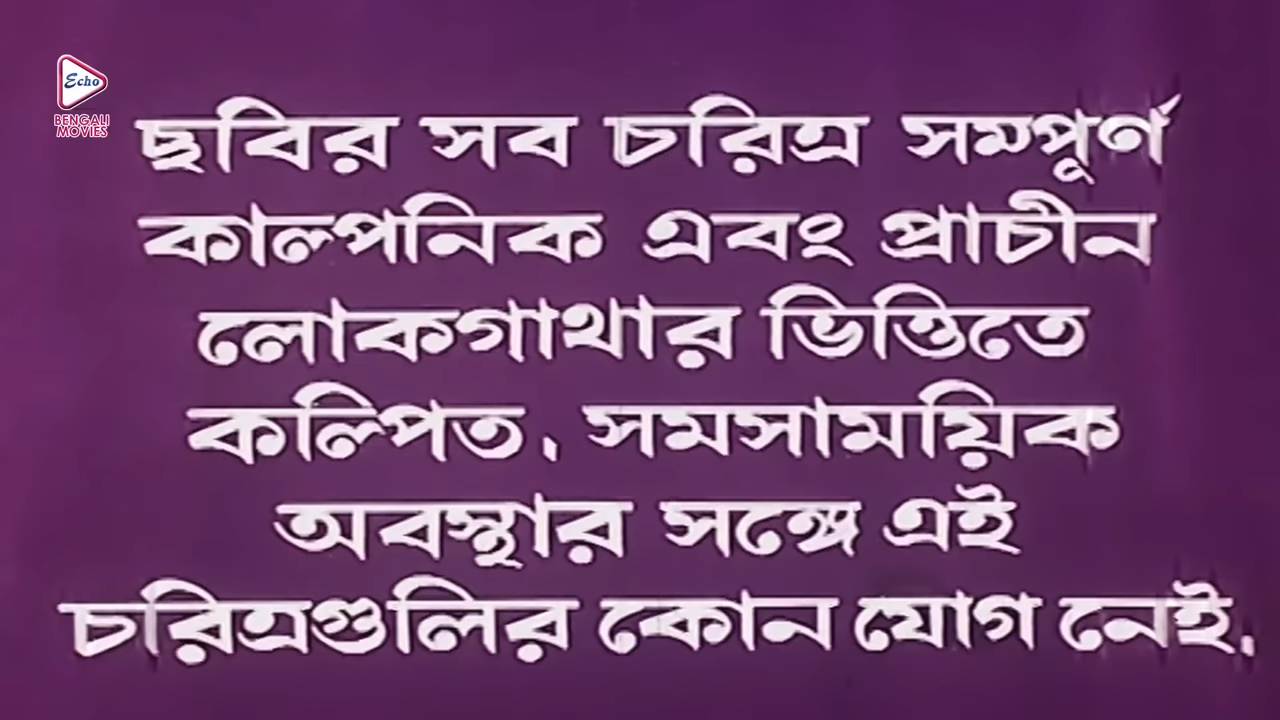 Echo
BENGALI
MOVIES
ছবির সব চরিত্র সম্পূর্ণ
কাল্পনিক এবং প্রাচীন
লোকগাথার ভিত্তিতে
কল্পিত, সমসাময়িক
অবস্থার সঙ্গে এই
চরিত্রগুলির কোন যোগ নেই.